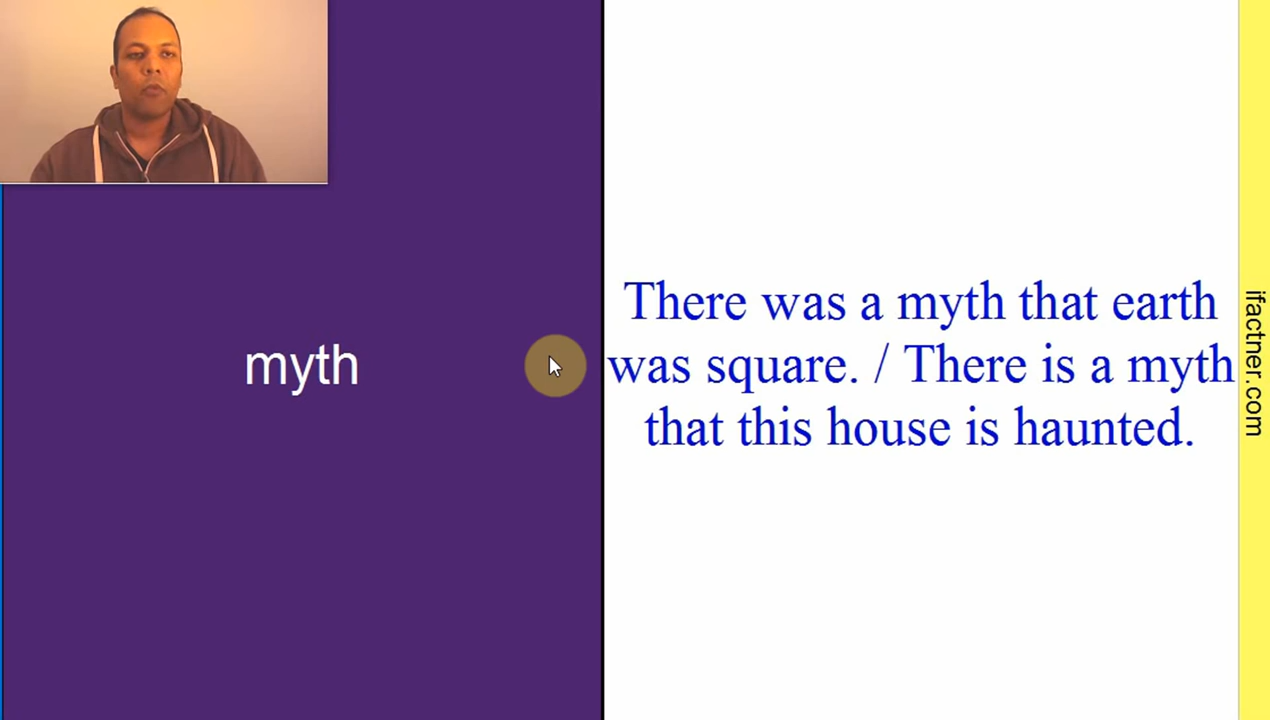 myth
There was a myth that earth
was square. / There is a myth
that this house is haunted.
ifactner.com